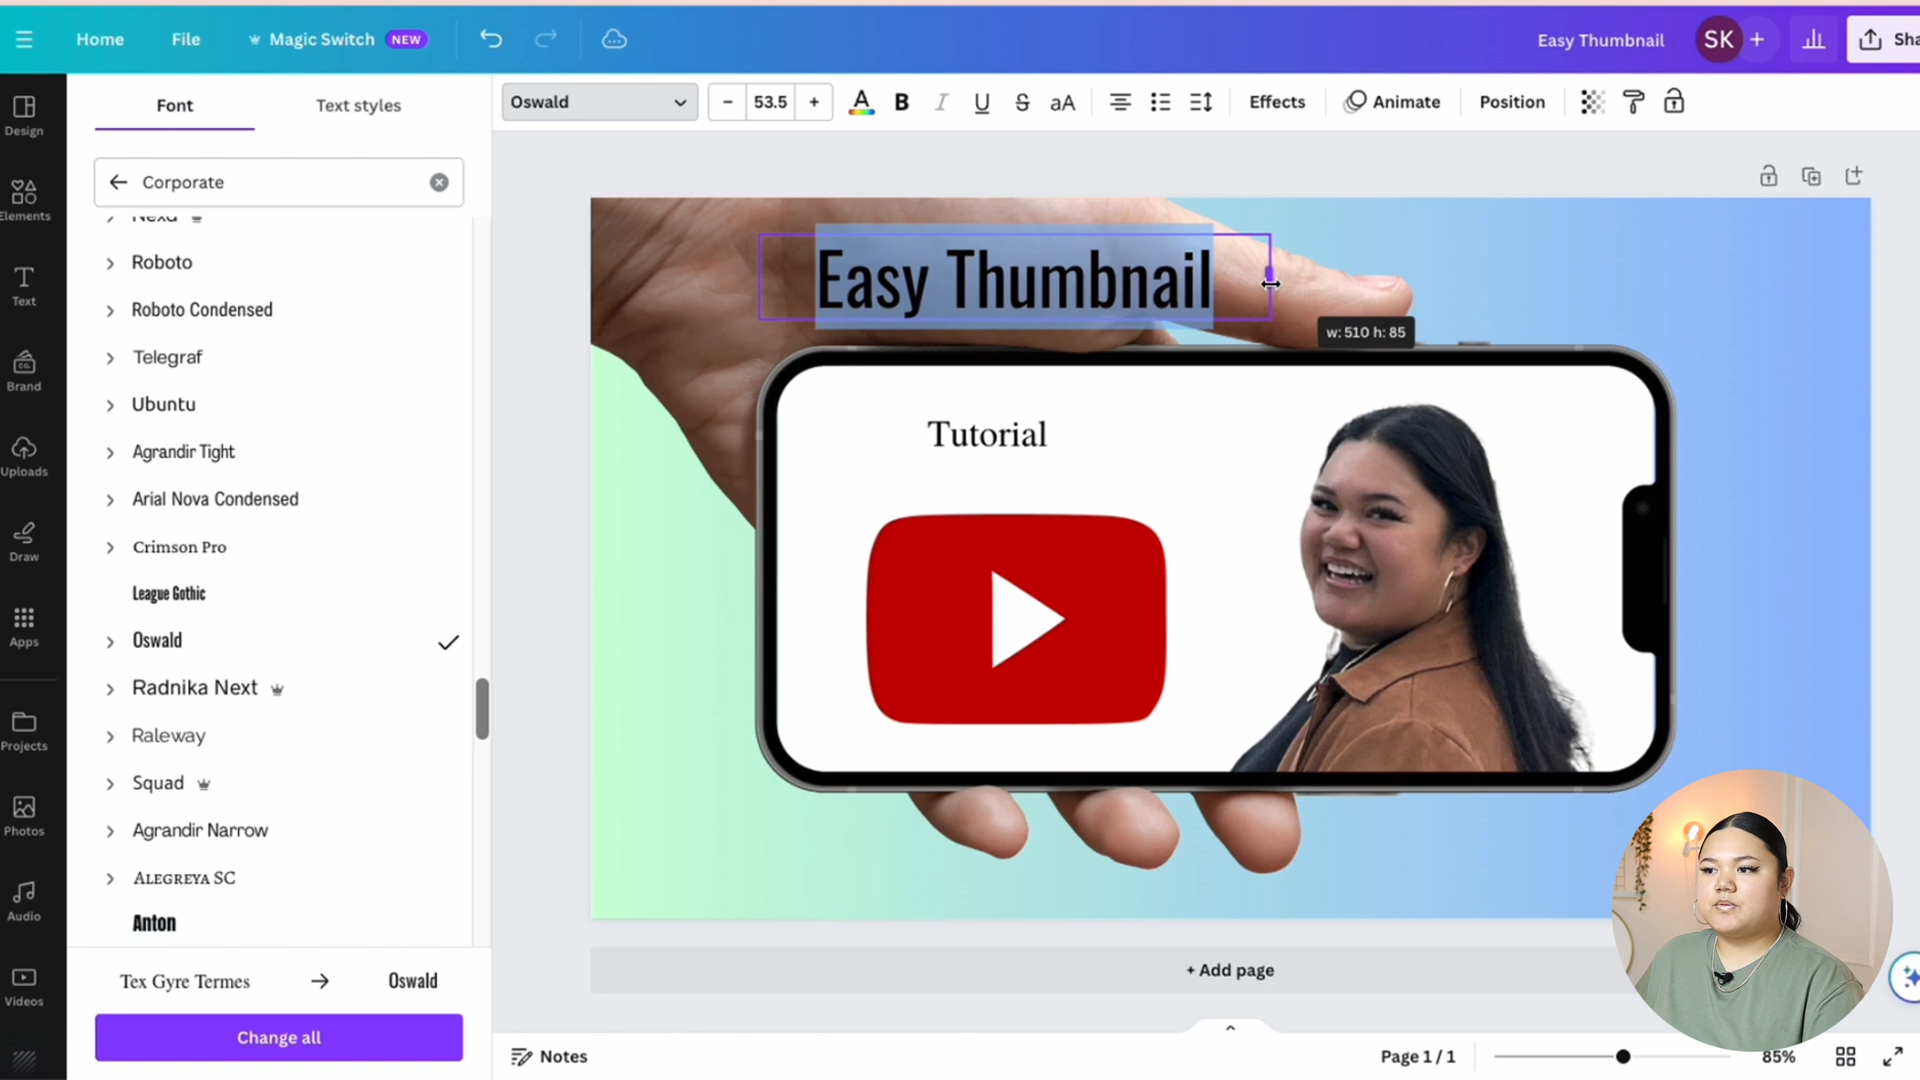 Home File Magic Switch NEW Easy Thumbnail SK + Sha
Design
Elements
Text
Brand
Uploads
Draw
Apps
Projects
Photos
Audio
Videos
Font Text styles
Corporate
Nexa
Roboto
Roboto Condensed
Telegraf
Ubuntu
Agrandir Tight
Arial Nova Condensed
Crimson Pro
League Gothic
Oswald
Radnika Next
Raleway
Squad
Agrandir Narrow
ALEGREYA SC
Anton
Tex Gyre Termes → Oswald
Change all
Oswald − 53.5 + A B I U S aA Effects Animate Position
Easy Thumbnail
w: 510 h: 85
Tutorial
+ Add page
Notes Page 1 / 1 85%